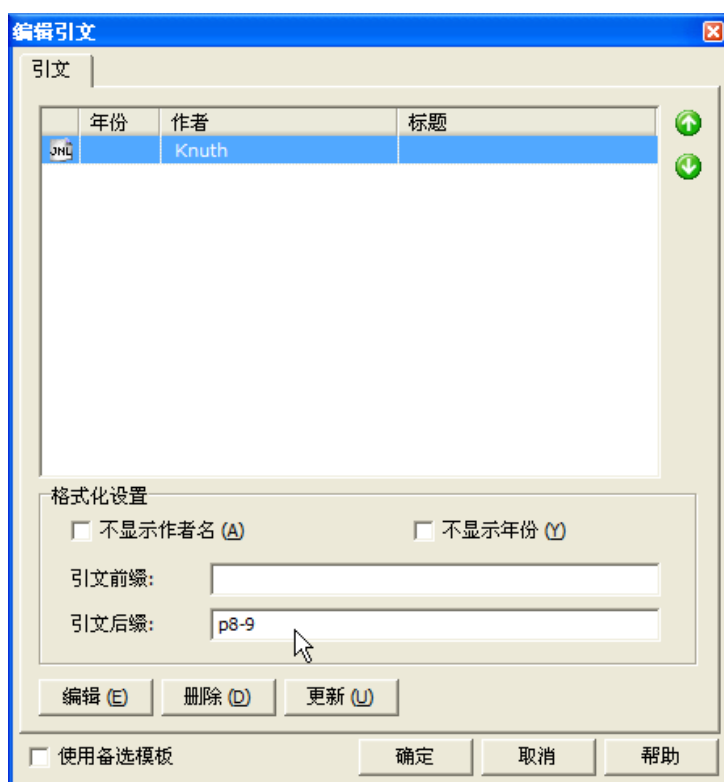 编辑引文
引文
年份 作者 标题
JNL Knuth
格式化设置
不显示作者名 (A) 不显示年份 (Y)
引文前缀:
引文后缀: p8-9
编辑 (E) 删除 (D) 更新 (U)
使用备选模板 确定 取消 帮助